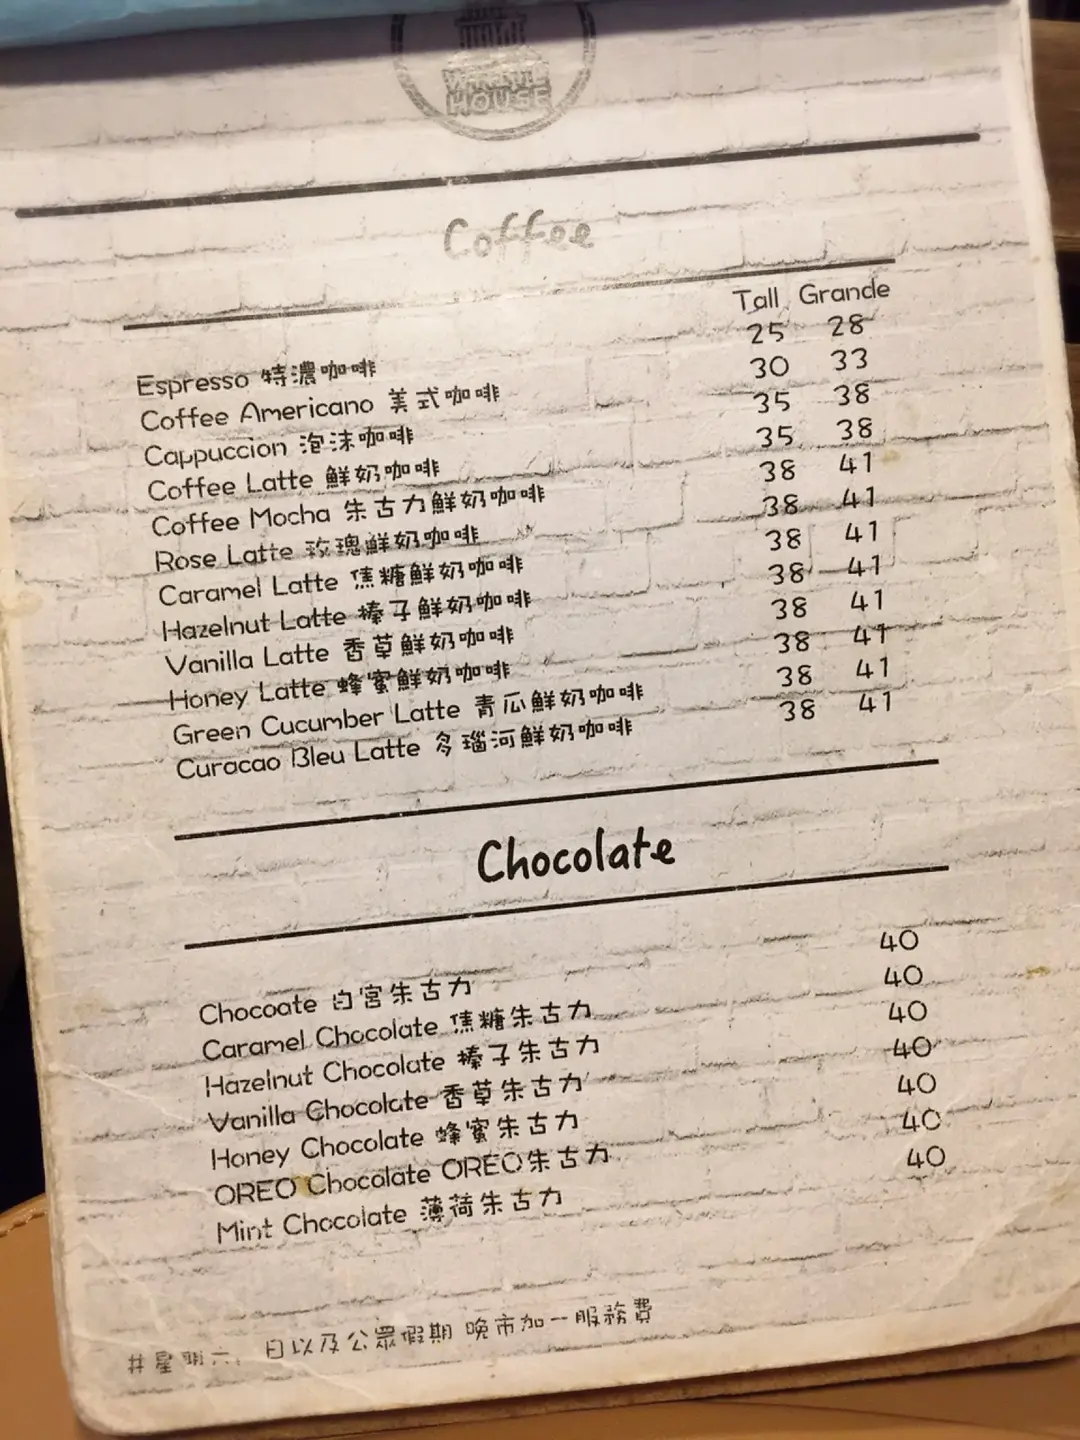 WHITE
HOUSE
Coffee
Tall Grande
Espresso 特濃咖啡 25 28
Coffee Americano 美式咖啡 30 33
Cappuccion 泡沫咖啡 35 38
Coffee Latte 鮮奶咖啡 35 38
Coffee Mocha 朱古力鮮奶咖啡 38 41
Rose Latte 玫瑰鮮奶咖啡 38 41
Caramel Latte 焦糖鮮奶咖啡 38 41
Hazelnut Latte 榛子鮮奶咖啡 38 41
Vanilla Latte 香草鮮奶咖啡 38 41
Honey Latte 蜂蜜鮮奶咖啡 38 41
Green Cucumber Latte 青瓜鮮奶咖啡 38 41
Curacao Bleu Latte 多瑙河鮮奶咖啡 38 41
Chocolate
Chocoate 白宮朱古力 40
Caramel Chocolate 焦糖朱古力 40
Hazelnut Chocolate 榛子朱古力 40
Vanilla Chocolate 香草朱古力 40
Honey Chocolate 蜂蜜朱古力 40
OREO Chocolate OREO朱古力 40
Mint Chocolate 薄荷朱古力 40
#星期六, 日以及公眾假期 晚市加一服務費